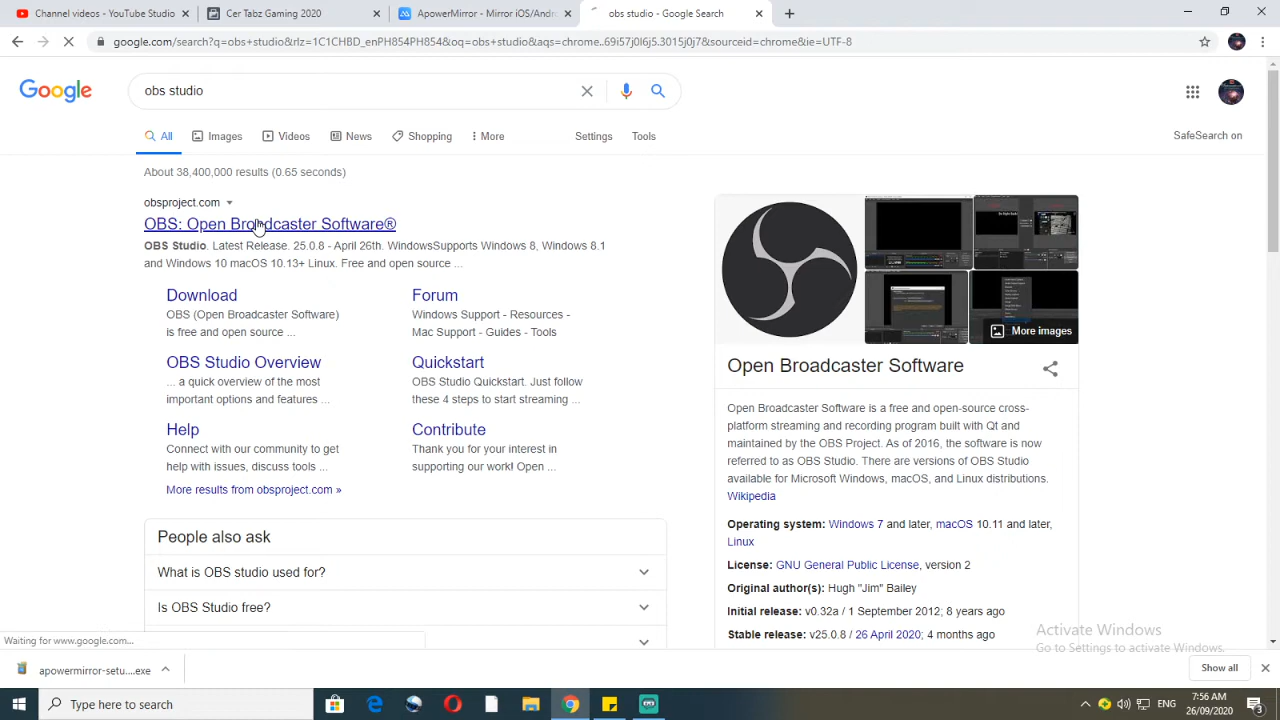 Channel videos - YouTube Studio
Cer Tabz Gaming 2020
ApowerMirror - Mirror iOS/Andr
obs studio - Google Search
google.com/search?q=obs+studio&rlz=1C1CHBD_enPH854PH854&oq=obs+studio&aqs=chrome..69i57j0l6j5.3015j0j7&sourceid=chrome&ie=UTF-8
Google
obs studio
All
Images
Videos
News
Shopping
More
Settings
Tools
SafeSearch on
About 38,400,000 results (0.65 seconds)
obsproject.com
OBS: Open Broadcaster Software®
OBS Studio. Latest Release. 25.0.8 - April 26th. WindowsSupports Windows 8, Windows 8.1
and Windows 10 macOS 10.13+ Linux. Free and open source ...
Download
OBS (Open Broadcaster Software)
is free and open source ...
Forum
Windows Support - Resources -
Mac Support - Guides - Tools
OBS Studio Overview
... a quick overview of the most
important options and features ...
Quickstart
OBS Studio Quickstart. Just follow
these 4 steps to start streaming ...
Help
Connect with our community to get
help with issues, discuss tools ...
Contribute
Thank you for your interest in
supporting our work! Open ...
More results from obsproject.com »
People also ask
What is OBS studio used for?
Is OBS Studio free?
More images
Open Broadcaster Software
Open Broadcaster Software is a free and open-source cross-
platform streaming and recording program built with Qt and
maintained by the OBS Project. As of 2016, the software is now
referred to as OBS Studio. There are versions of OBS Studio
available for Microsoft Windows, macOS, and Linux distributions.
Wikipedia
Operating system: Windows 7 and later, macOS 10.11 and later,
Linux
License: GNU General Public License, version 2
Original author(s): Hugh "Jim" Bailey
Initial release: v0.32a / 1 September 2012; 8 years ago
Stable release: v25.0.8 / 26 April 2020; 4 months ago
Activate Windows
Go to Settings to activate Windows.
Waiting for www.google.com...
apowermirror-setu....exe
Show all
Type here to search
ENG
7:56 AM
26/09/2020
3